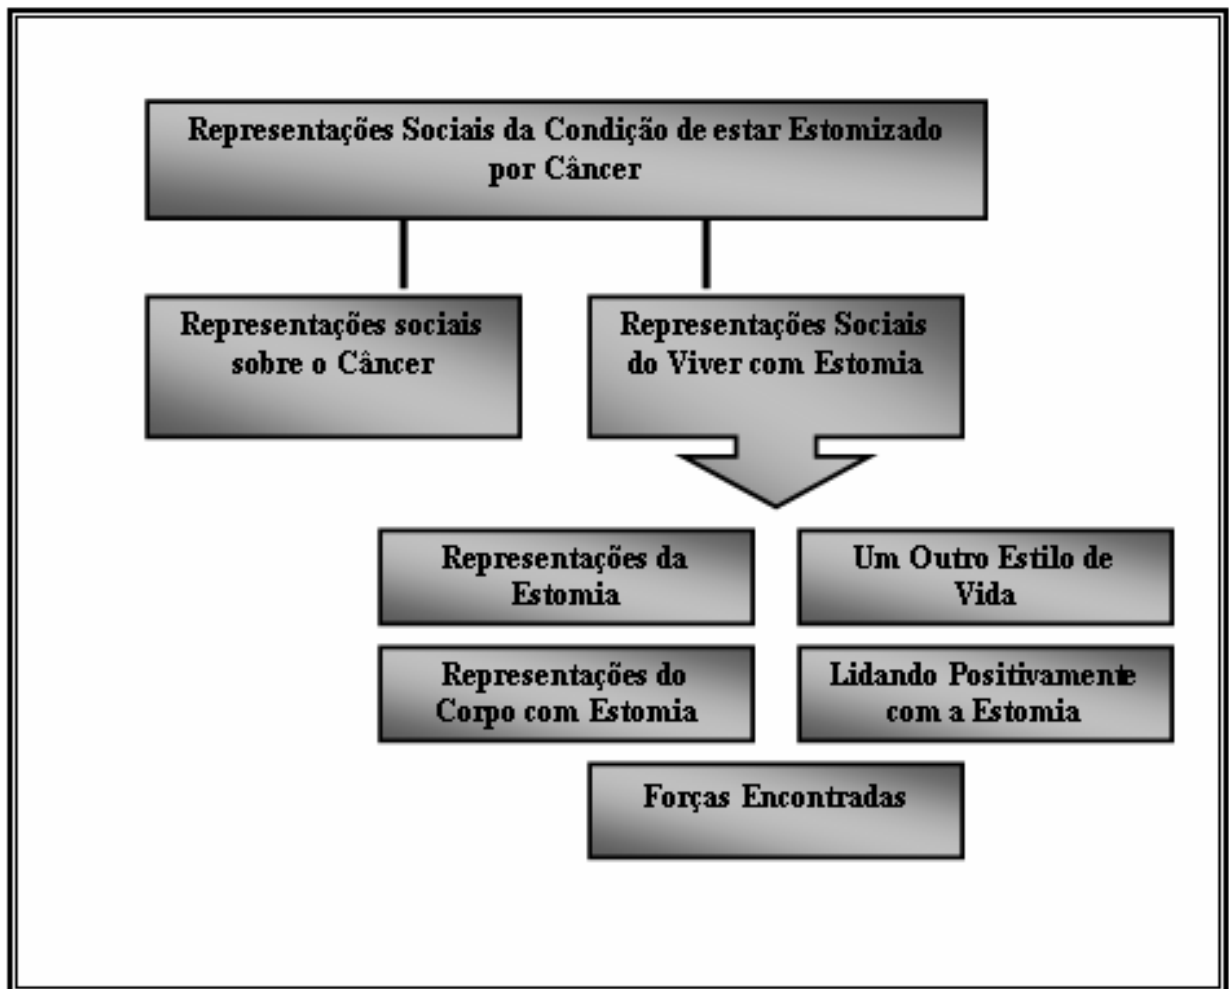 Representações Sociais da Condição de estar Estomizado
por Câncer
Representações sociais
sobre o Câncer
Representações Sociais
do Viver com Estomia
Representações da
Estomia
Um Outro Estilo de
Vida
Representações do
Corpo com Estomia
Lidando Positivamente
com a Estomia
Forças Encontradas